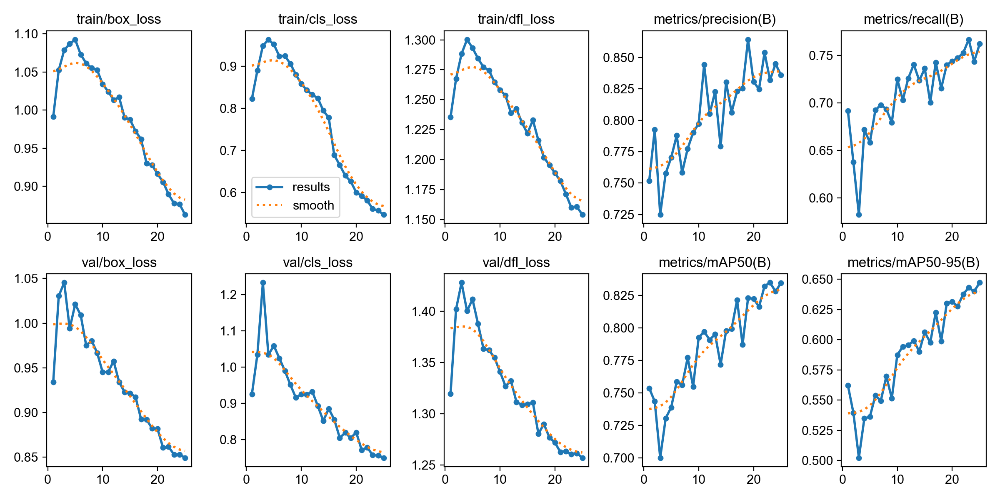 train/box_loss
train/cls_loss
train/dfl_loss
metrics/precision(B)
metrics/recall(B)
1.10
1.05
1.00
0.95
0.90
0 10 20
0.9
0.8
0.7
0.6
results
smooth
0 10 20
1.300
1.275
1.250
1.225
1.200
1.175
1.150
0 10 20
0.850
0.825
0.800
0.775
0.750
0.725
0 10 20
0.75
0.70
0.65
0.60
0 10 20
val/box_loss
val/cls_loss
val/dfl_loss
metrics/mAP50(B)
metrics/mAP50-95(B)
1.05
1.00
0.95
0.90
0.85
0 10 20
1.2
1.1
1.0
0.9
0.8
0 10 20
1.40
1.35
1.30
1.25
0 10 20
0.825
0.800
0.775
0.750
0.725
0.700
0 10 20
0.650
0.625
0.600
0.575
0.550
0.525
0.500
0 10 20